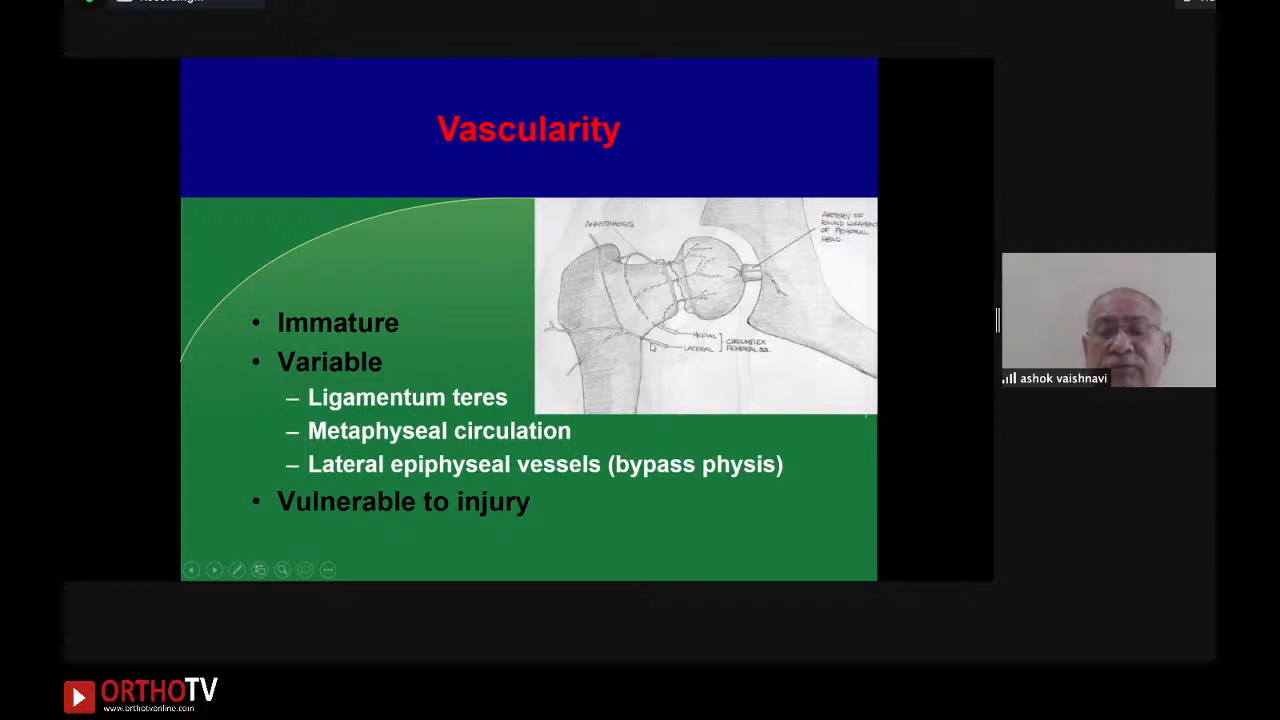 Vascularity
ANASTOMOSIS
ARTERY OF
ROUND LIGAMENT
OF FEMORAL
HEAD
• Immature
• Variable
– Ligamentum teres
– Metaphyseal circulation
– Lateral epiphyseal vessels (bypass physis)
• Vulnerable to injury
MEDIAL
LATERAL
CIRCUMFLEX
FEMORAL aa.
ashok vaishnavi
ORTHOTV
www.orthotvonline.com